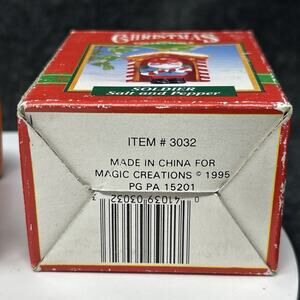 CHRISTMAS
COLLECTIBLE
SOLDIER
Salt and Pepper
ITEM # 3032
MADE IN CHINA FOR
MAGIC CREATIONS © 1995
PG PA 15201
0 41039 03032